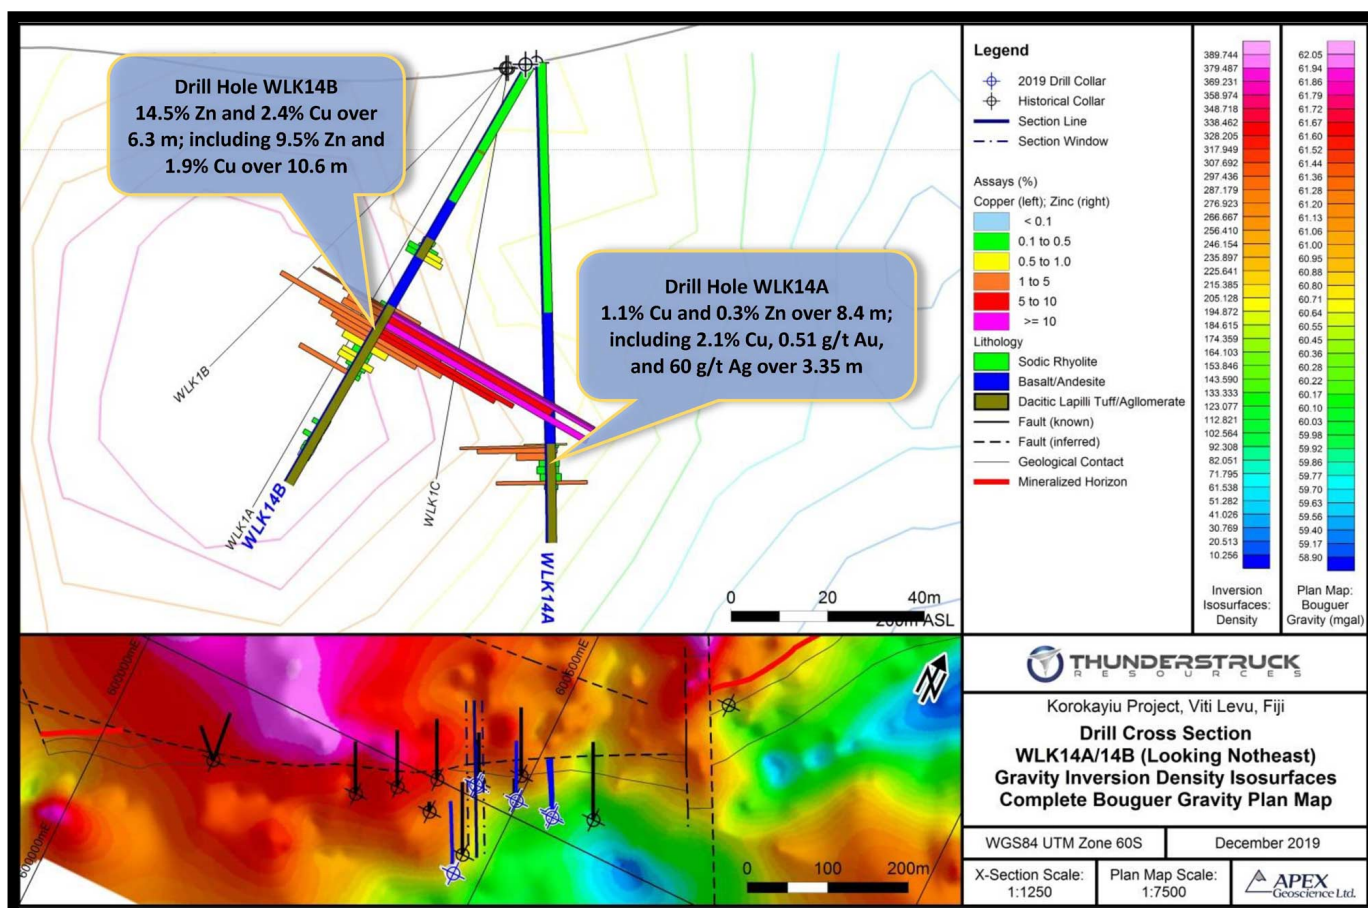 Drill Hole WLK14B
14.5% Zn and 2.4% Cu over
6.3 m; including 9.5% Zn and
1.9% Cu over 10.6 m
Drill Hole WLK14A
1.1% Cu and 0.3% Zn over 8.4 m;
including 2.1% Cu, 0.51 g/t Au,
and 60 g/t Ag over 3.35 m
WLK1B
WLK1A
WLK14B
WLK1C
WLK14A
0 20 40m
200m ASL
Legend
2019 Drill Collar
Historical Collar
Section Line
Section Window
Assays (%)
Copper (left); Zinc (right)
< 0.1
0.1 to 0.5
0.5 to 1.0
1 to 5
5 to 10
>= 10
Lithology
Sodic Rhyolite
Basalt/Andesite
Dacitic Lapilli Tuff/Agllomerate
Fault (known)
Fault (inferred)
Geological Contact
Mineralized Horizon
389.744
379.487
369.231
358.974
348.718
338.462
328.205
317.949
307.692
297.436
287.179
276.923
266.667
256.410
246.154
235.897
225.641
215.385
205.128
194.872
184.615
174.359
164.103
153.846
143.590
133.333
123.077
112.821
102.564
92.308
82.051
71.795
61.538
51.282
41.026
30.769
20.513
10.256
Inversion
Isosurfaces:
Density
62.05
61.94
61.86
61.79
61.72
61.67
61.60
61.52
61.44
61.36
61.28
61.20
61.13
61.06
61.00
60.95
60.88
60.80
60.71
60.64
60.55
60.45
60.36
60.28
60.22
60.17
60.10
60.03
59.98
59.92
59.86
59.77
59.70
59.63
59.56
59.40
59.17
58.90
Plan Map:
Bouguer
Gravity (mgal)
600000mE
600000mE
600500mE
N
0 100 200m
THUNDERSTRUCK
RESOURCES
Korokayiu Project, Viti Levu, Fiji
Drill Cross Section
WLK14A/14B (Looking Notheast)
Gravity Inversion Density Isosurfaces
Complete Bouguer Gravity Plan Map
WGS84 UTM Zone 60S
December 2019
X-Section Scale:
1:1250
Plan Map Scale:
1:7500
APEX
Geoscience Ltd.